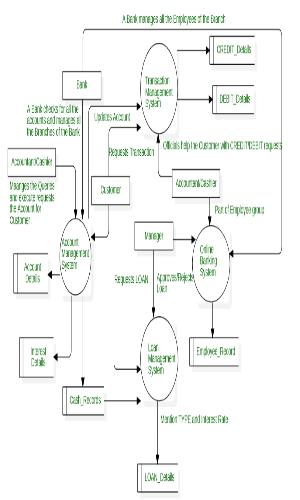 A Bank manages all the Employees of the Branch
CREDIT_Details
Transaction
Management
System
Bank
DEBIT_Details
A Bank checks for all the
accounts and manages all
the Branches of the Bank
Updates Account
Requests Transaction
Officials help the Customer with CREDIT/DEBIT requests
Accountant/Cashier
Meanges the Queries
and execute requests
the Account for
Customer
Customer
Accountent/Cashier
Part of Employee group
Account
Management
System
Manager
Online
Banking
System
Account
Details
Requests LOAN
Approves/Rejects
Loan
Interest
Details
Loan
Management
System
Employee_Record
Cash_Records
Mention TYPE and Interest Rate
LOAN_Details